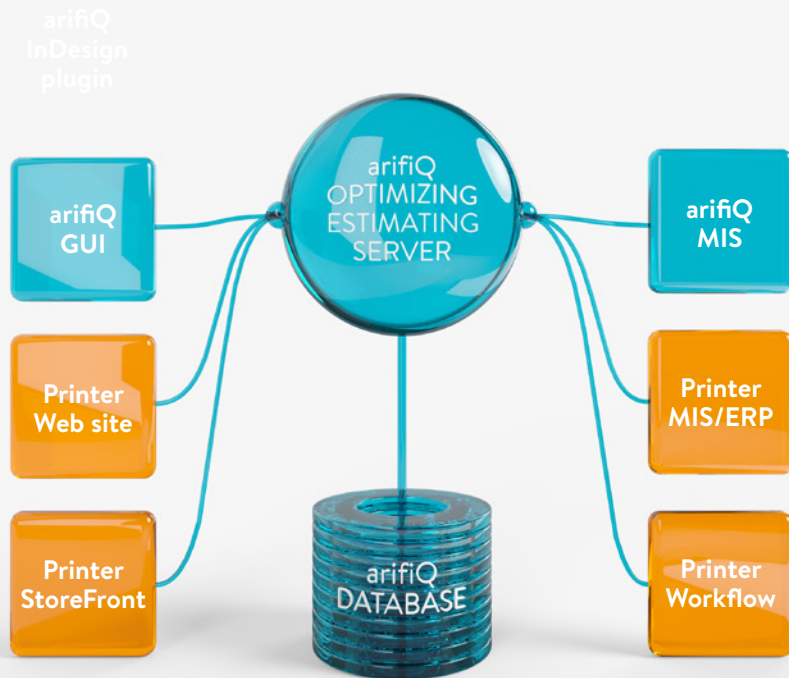 arifiQ
InDesign
plugin
arifiQ
OPTIMIZING
ESTIMATING
SERVER
arifiQ
GUI
arifiQ
MIS
Printer
Web site
Printer
MIS/ERP
Printer
StoreFront
arifiQ
DATABASE
Printer
Workflow